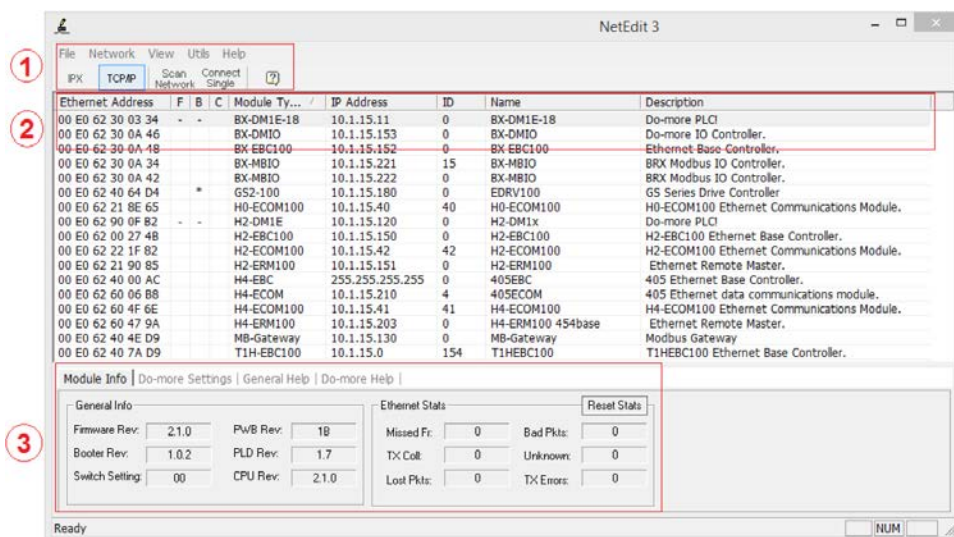 NetEdit 3
1
File Network View Utils Help
IPX TCP/IP Scan Network Connect Single
2
Ethernet Address F B C Module Ty... IP Address ID Name Description
00 E0 62 30 03 34 - - BX-DM1E-18 10.1.15.11 0 BX-DM1E-18 Do-more PLC!
00 E0 62 30 0A 46 BX-DMIO 10.1.15.153 0 BX-DMIO Do-more IO Controller.
00 E0 62 30 0A 48 BX-EBC100 10.1.15.152 0 BX-EBC100 Ethernet Base Controller.
00 E0 62 30 0A 34 BX-MBIO 10.1.15.221 15 BX-MBIO BRX Modbus IO Controller.
00 E0 62 30 0A 42 BX-MBIO 10.1.15.222 0 BX-MBIO BRX Modbus IO Controller.
00 E0 62 40 64 D4 * GS2-100 10.1.15.180 0 EDRV100 GS Series Drive Controller
00 E0 62 21 8E 65 H0-ECOM100 10.1.15.40 40 H0-ECOM100 H0-ECOM100 Ethernet Communications Module.
00 E0 62 90 0F B2 - - H2-DM1E 10.1.15.120 0 H2-DM1x Do-more PLC!
00 E0 62 00 27 4B H2-EBC100 10.1.15.150 0 H2-EBC100 H2-EBC100 Ethernet Base Controller.
00 E0 62 22 1F 82 H2-ECOM100 10.1.15.42 42 H2-ECOM100 H2-ECOM100 Ethernet Communications Module.
00 E0 62 21 90 85 H2-ERM100 10.1.15.151 0 H2-ERM100 Ethernet Remote Master.
00 E0 62 40 00 AC H4-EBC 255.255.255.255 0 405EBC 405 Ethernet Base Controller.
00 E0 62 60 06 B8 H4-ECOM 10.1.15.210 4 405ECOM 405 Ethernet data communications module.
00 E0 62 60 4F 6E H4-ECOM100 10.1.15.41 41 H4-ECOM100 H4-ECOM100 Ethernet Communications Module.
00 E0 62 60 47 9A H4-ERM100 10.1.15.203 0 H4-ERM100 454base Ethernet Remote Master.
00 E0 62 40 4E D9 MB-Gateway 10.1.15.130 0 MB-Gateway Modbus Gateway
00 E0 62 40 7A D9 T1H-EBC100 10.1.15.0 154 T1HEBC100 T1HEBC100 Ethernet Base Controller.
Module Info | Do-more Settings | General Help | Do-more Help |
General Info Ethernet Stats Reset Stats
3
Firmware Rev: 2.1.0 PWB Rev: 1B Missed Fr: 0 Bad Pkts: 0
Booter Rev: 1.0.2 PLD Rev: 1.7 TX Coll: 0 Unknown: 0
Switch Setting: 00 CPU Rev: 2.1.0 Lost Pkts: 0 TX Errors: 0
Ready NUM